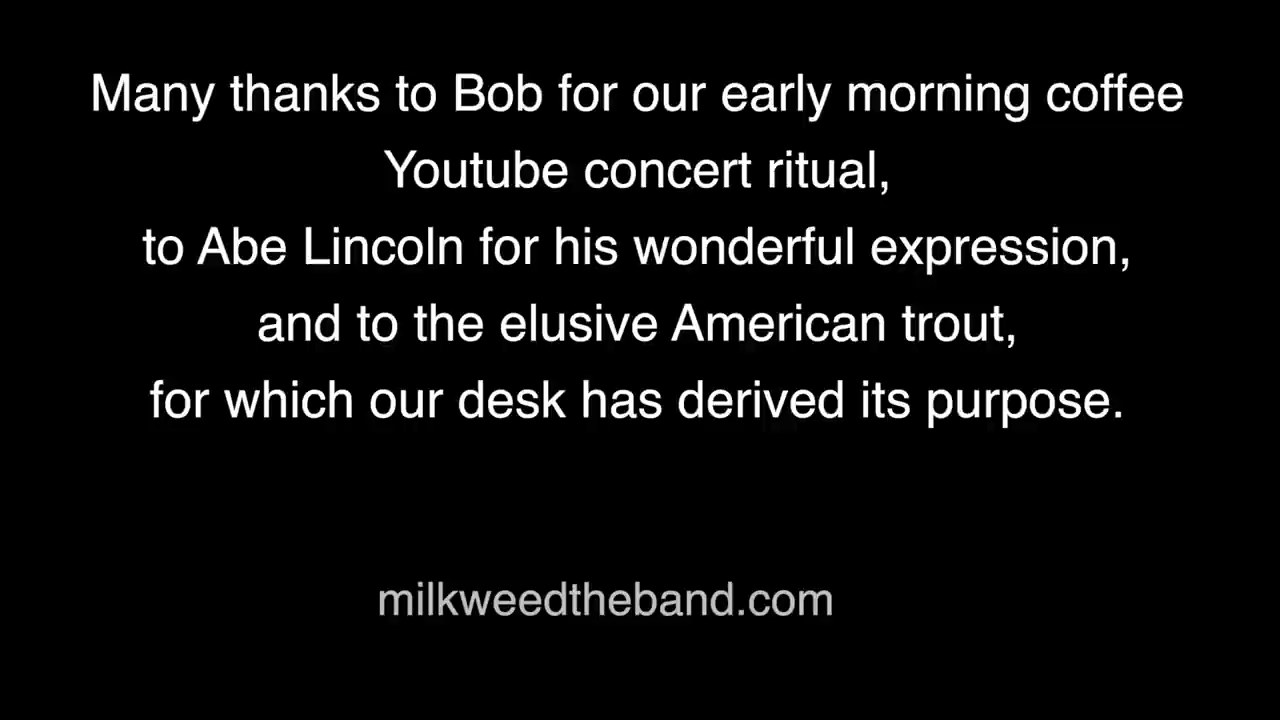 Many thanks to Bob for our early morning coffee
Youtube concert ritual,
to Abe Lincoln for his wonderful expression,
and to the elusive American trout,
for which our desk has derived its purpose.
milkweedtheband.com